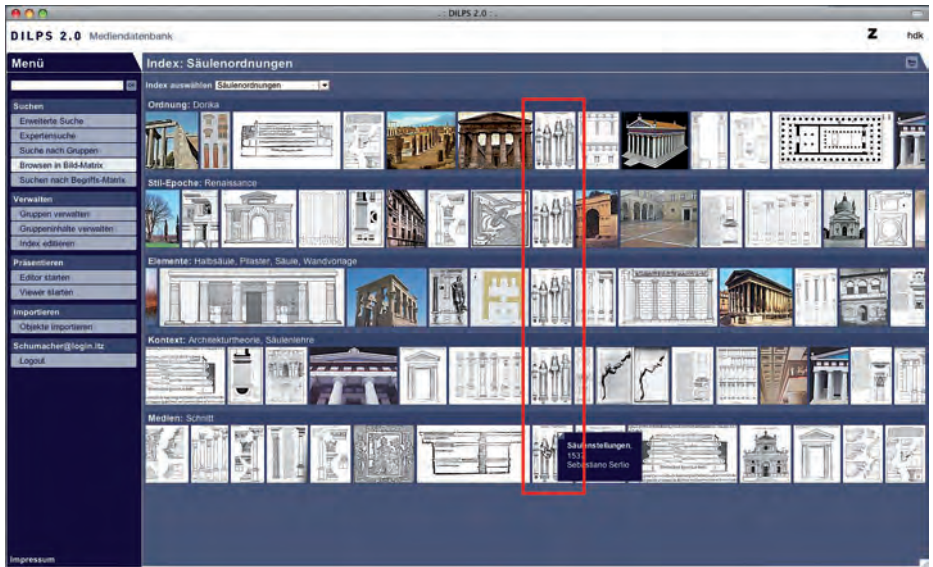 . : DILPS 2.0 : .
DILPS 2.0 Mediendatenbank
Z hdk
Menü
Index: Säulenordnungen
Index auswählen Säulenordnungen
Suchen
Erweiterte Suche
Expertensuche
Suche nach Gruppen
Browsen in Bild-Matrix
Suchen nach Begriffs-Matrix
Verwalten
Gruppen verwalten
Gruppeninhalte verwalten
Index editieren
Präsentieren
Editor starten
Viewer starten
Importieren
Objekte importieren
Schumacher@login.itz
Logout
Impressum
Ordnung: Dorika
Stil-Epoche: Renaissance
Elemente: Halbsäule, Pilaster, Säule, Wandvorlage
Kontext: Architekturtheorie, Säulenlehre
Medien: Schnitt
Säulenstellungen,
1537
Sebastiano Serlio